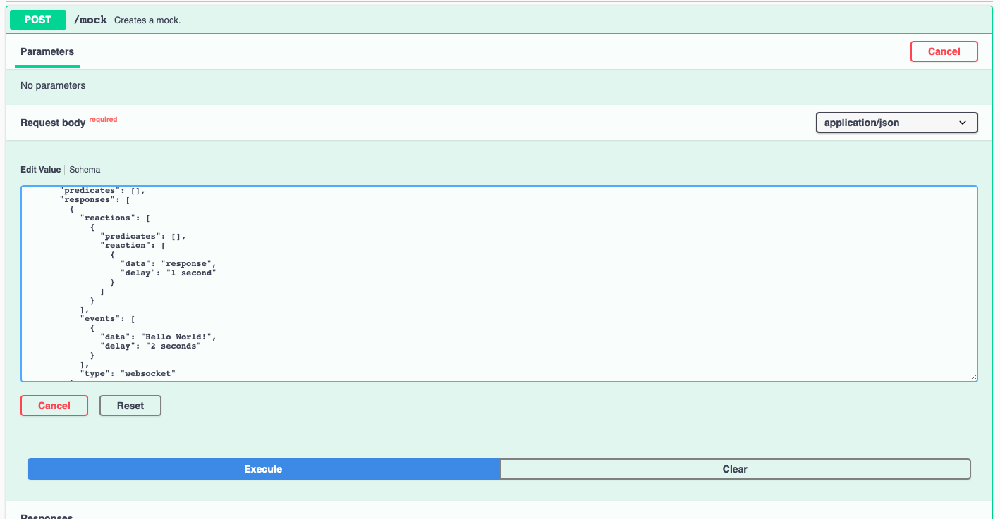 POST /mock Creates a mock.
Parameters
Cancel
No parameters
Request body required
application/json
Edit Value | Schema
"predicates": [],
"responses": [
{
"reactions": [
{
"predicates": [],
"reaction": [
{
"data": "response",
"delay": "1 second"
}
]
}
],
"events": [
{
"data": "Hello World!",
"delay": "2 seconds"
}
],
"type": "websocket"
Cancel
Reset
Execute
Clear
Responses